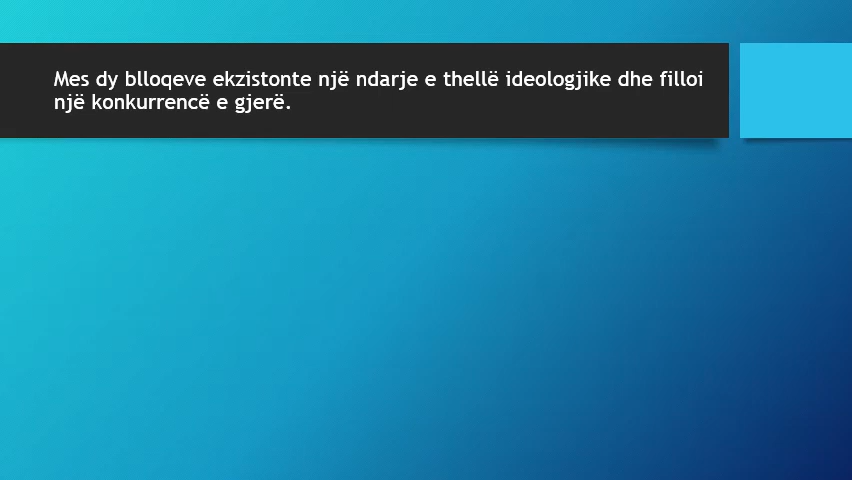 Mes dy blloqeve ekzistonte një ndarje e thellë ideologjike dhe filloi
një konkurrencë e gjerë.